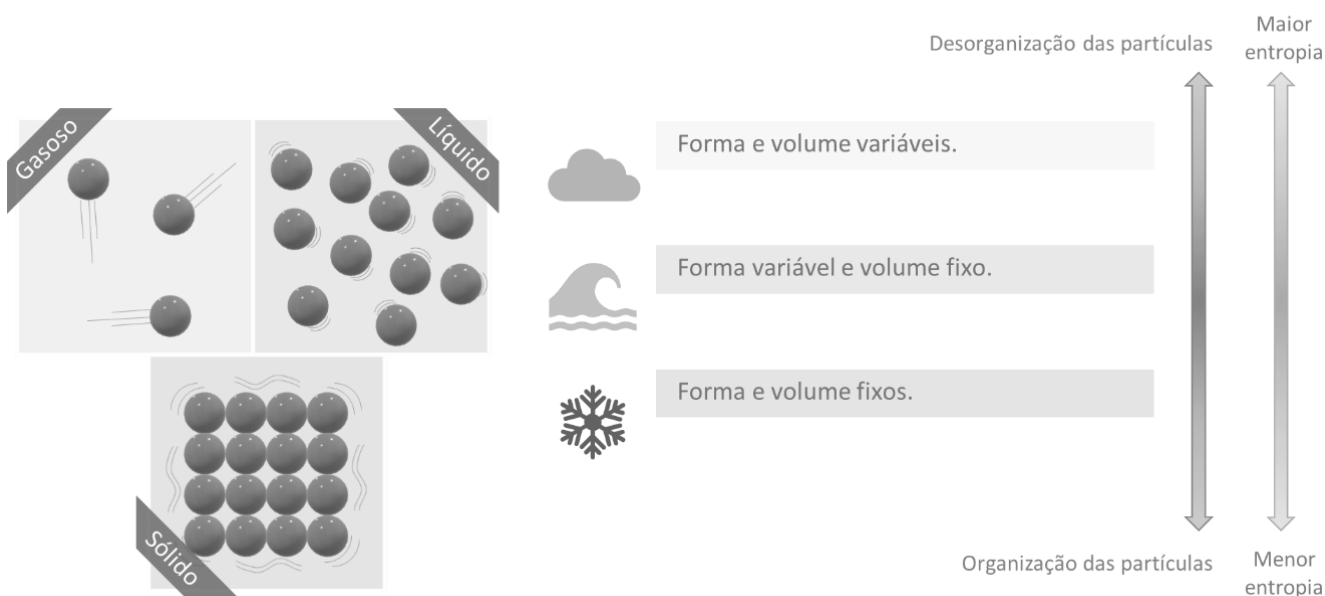 Desorganização das partículas
Maior
entropia
Gasoso
Líquido
Forma e volume variáveis.
Forma variável e volume fixo.
Forma e volume fixos.
Sólido
Organização das partículas
Menor
entropia